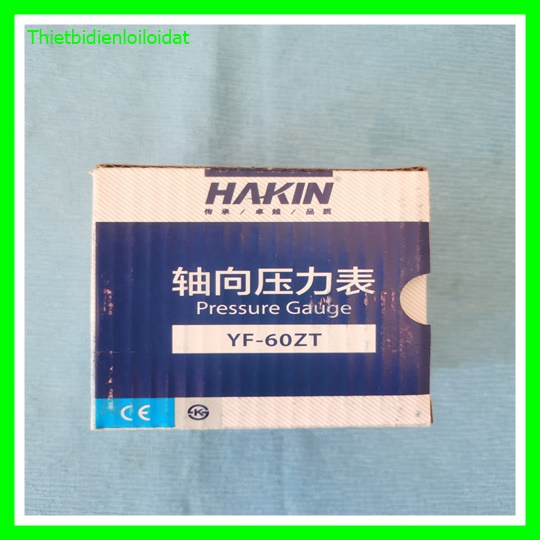 Thietbidienloiloidat
HAKIN
传承/卓越/品质
轴向压力表
Pressure Gauge
YF-60ZT
CE